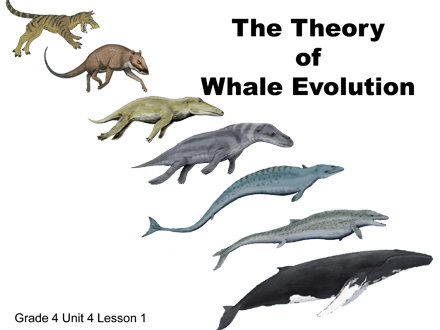 The Theory
of
Whale Evolution
Grade 4 Unit 4 Lesson 1